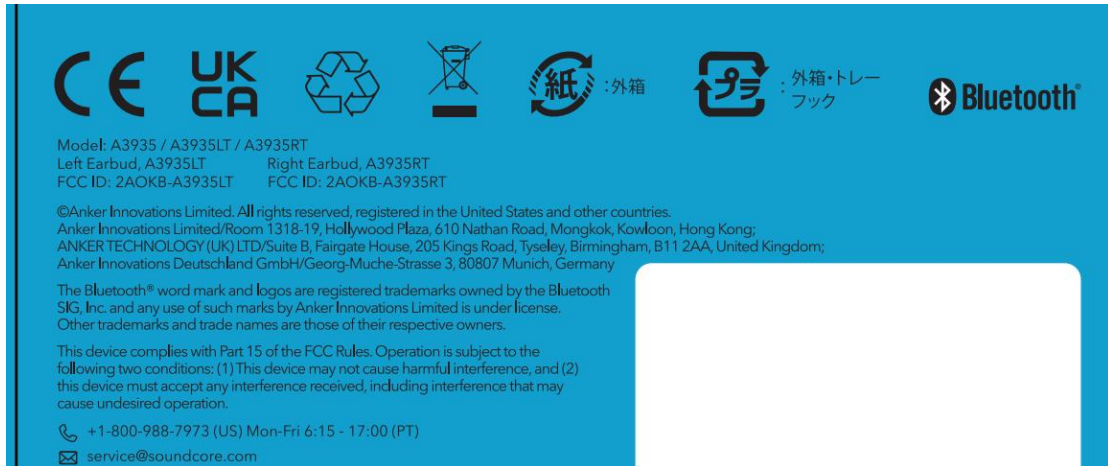 CE UK CA 紙 :外箱 プラ :外箱・トレー フック Bluetooth®
Model: A3935 / A3935LT / A3935RT
Left Earbud, A3935LT Right Earbud, A3935RT
FCC ID: 2AOKB-A3935LT FCC ID: 2AOKB-A3935RT
©Anker Innovations Limited. All rights reserved, registered in the United States and other countries.
Anker Innovations Limited/Room 1318-19, Hollywood Plaza, 610 Nathan Road, Mongkok, Kowloon, Hong Kong;
ANKER TECHNOLOGY (UK) LTD/Suite B, Fairgate House, 205 Kings Road, Tyseley, Birmingham, B11 2AA, United Kingdom;
Anker Innovations Deutschland GmbH/Georg-Muche-Strasse 3, 80807 Munich, Germany
The Bluetooth® word mark and logos are registered trademarks owned by the Bluetooth
SIG, Inc. and any use of such marks by Anker Innovations Limited is under license.
Other trademarks and trade names are those of their respective owners.
This device complies with Part 15 of the FCC Rules. Operation is subject to the
following two conditions: (1) This device may not cause harmful interference, and (2)
this device must accept any interference received, including interference that may
cause undesired operation.
+1-800-988-7973 (US) Mon-Fri 6:15 - 17:00 (PT)
service@soundcore.com